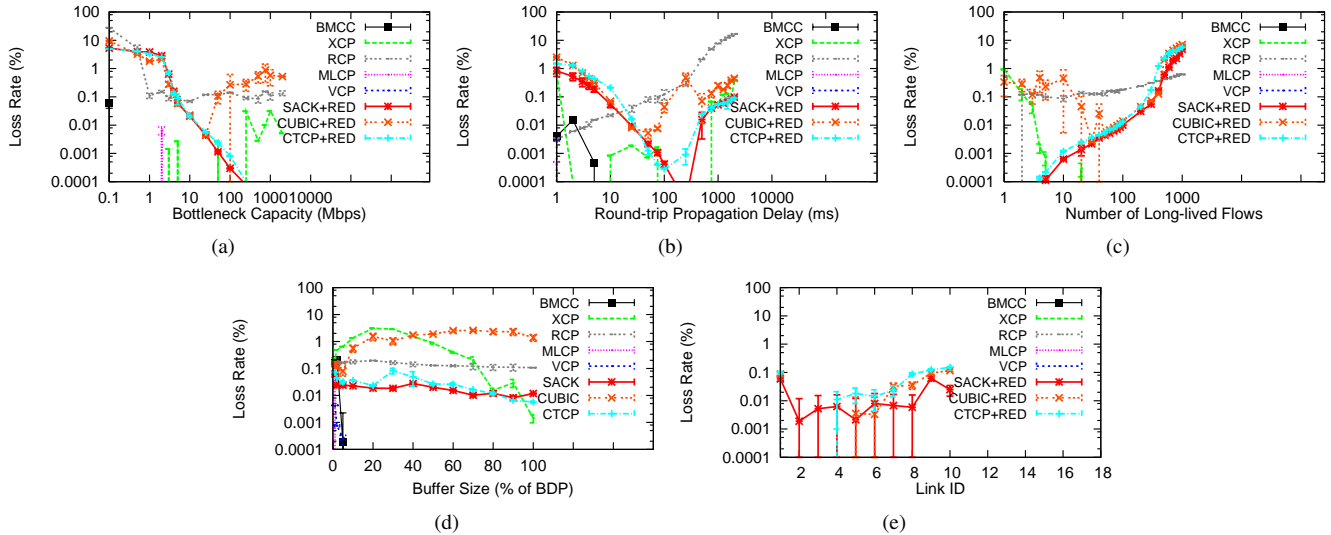 100
10
1
0.1
0.01
0.001
0.0001
Loss Rate (%)
0.1 1 10 100 1000 10000
Bottleneck Capacity (Mbps)
BMCC
XCP
RCP
MLCP
VCP
SACK+RED
CUBIC+RED
CTCP+RED
(a)
100
10
1
0.1
0.01
0.001
0.0001
Loss Rate (%)
1 10 100 1000 10000
Round-trip Propagation Delay (ms)
BMCC
XCP
RCP
MLCP
VCP
SACK+RED
CUBIC+RED
CTCP+RED
(b)
100
10
1
0.1
0.01
0.001
0.0001
Loss Rate (%)
1 10 100 1000
Number of Long-lived Flows
BMCC
XCP
RCP
MLCP
VCP
SACK+RED
CUBIC+RED
CTCP+RED
(c)
100
10
1
0.1
0.01
0.001
0.0001
Loss Rate (%)
0 20 40 60 80 100
Buffer Size (% of BDP)
BMCC
XCP
RCP
MLCP
VCP
SACK
CUBIC
CTCP
(d)
100
10
1
0.1
0.01
0.001
0.0001
Loss Rate (%)
2 4 6 8 10 12 14 16 18
Link ID
BMCC
XCP
RCP
MLCP
VCP
SACK+RED
CUBIC+RED
CTCP+RED
(e)